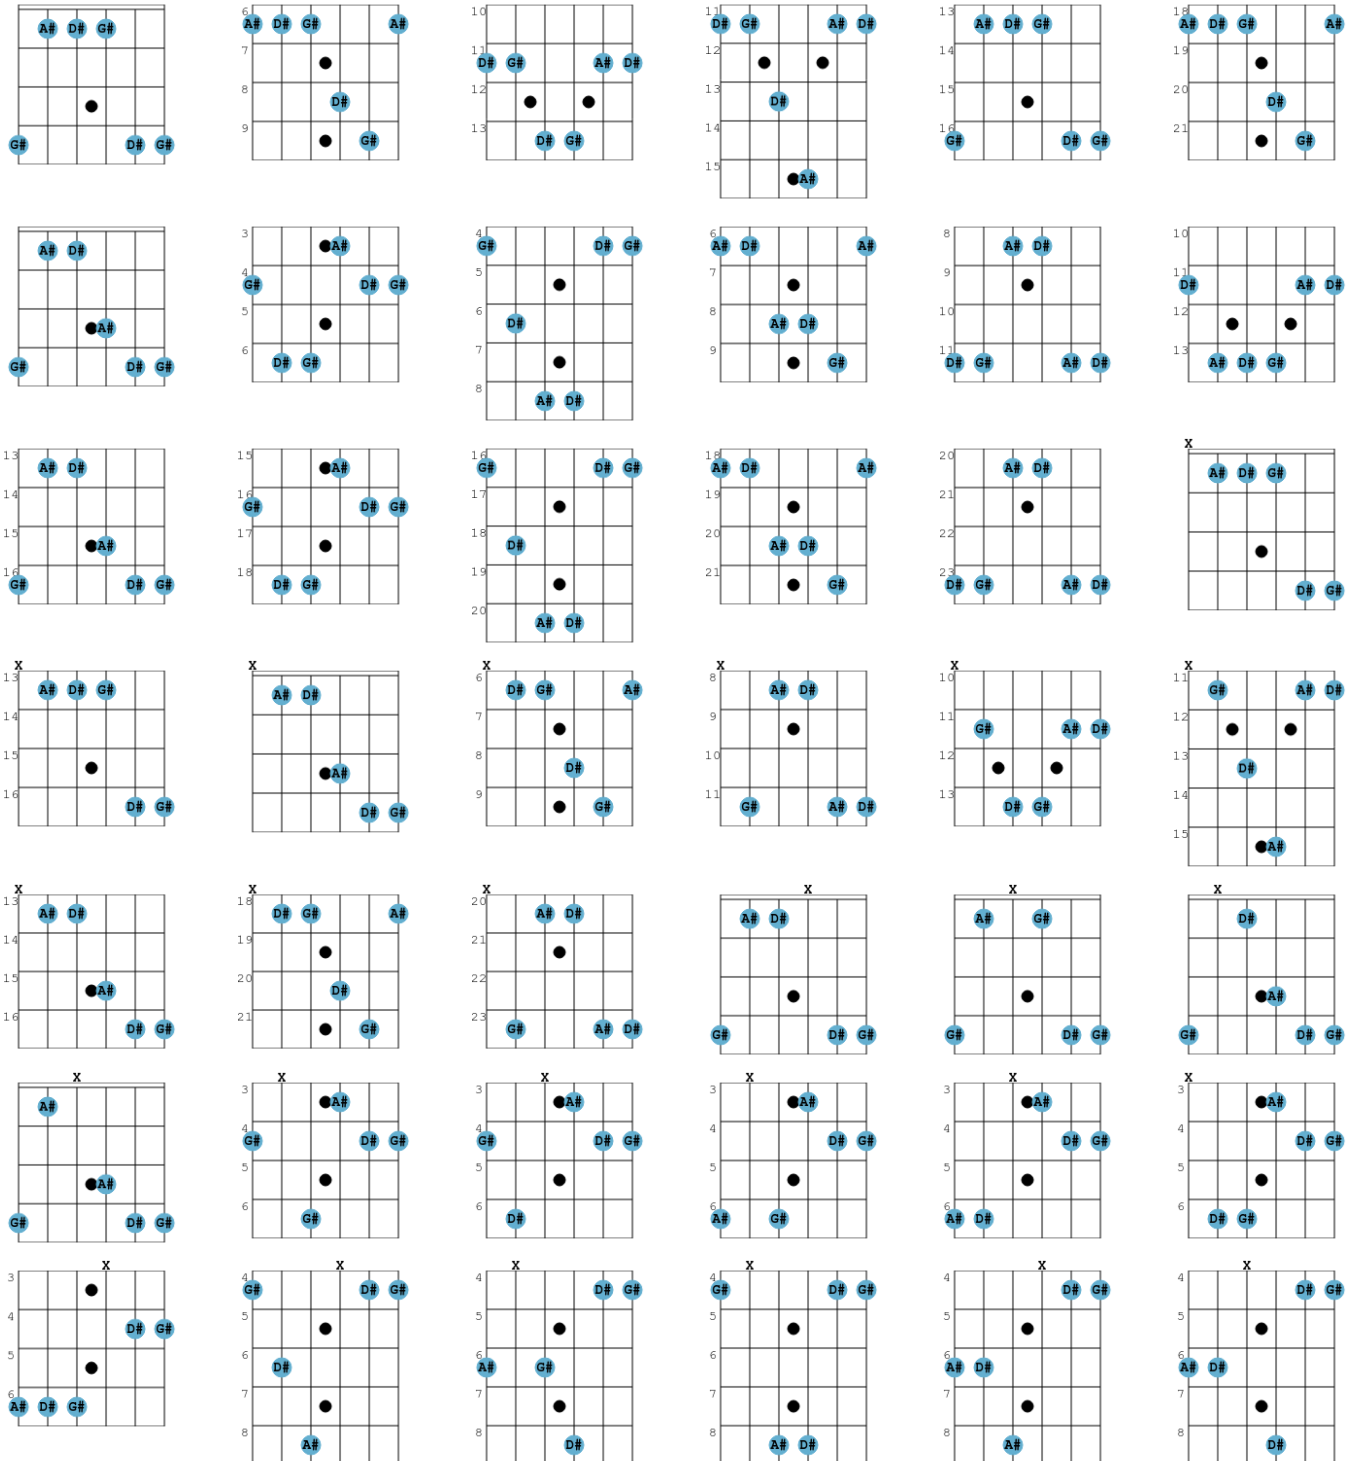 A# D# G#
G# D# G#
6
A# D# G# A#
7
8
D#
9
G#
10
11
D# G# A# D#
12
13
D# G#
11
D# G# A# D#
12
13
D#
14
15
A#
13
A# D# G#
14
15
16
G# D# G#
18
A# D# G# A#
19
20
D#
21
G#
A# D#
A#
G# D# G#
3
A#
4
G# D# G#
5
6
D# G#
4
G# D# G#
5
6
D#
7
8
A# D#
6
A# D# A#
7
8
A# D#
9
G#
8
A# D#
9
10
11
D# G# A# D#
10
11
D# A# D#
12
13
A# D# G#
13
A# D#
14
15
A#
16
G# D# G#
15
A#
16
G# D# G#
17
18
D# G#
16
G# D# G#
17
18
D#
19
20
A# D#
18
A# D# A#
19
20
A# D#
21
G#
20
A# D#
21
22
23
D# G# A# D#
X
A# D# G#
D# G#
X
13
A# D# G#
14
15
16
D# G#
X
A# D#
A#
D# G#
X
6
D# G# A#
7
8
D#
9
G#
X
8
A# D#
9
10
11
G# A# D#
X
10
11
G# A# D#
12
13
D# G#
X
11
G# A# D#
12
13
D#
14
15
A#
X
13
A# D#
14
15
A#
16
D# G#
X
18
D# G# A#
19
20
D#
21
G#
X
20
A# D#
21
22
23
G# A# D#
X
A# D#
G# D# G#
X
A# G#
G# D# G#
X
D#
A#
G# D# G#
X
A#
A#
G# D# G#
X
3
A#
4
G# D# G#
5
6
G#
X
3
A#
4
G# D# G#
5
6
D#
X
3
A#
4
D# G#
5
6
A# G#
X
3
A#
4
D# G#
5
6
A# D#
X
3
A#
4
D# G#
5
6
D# G#
X
3
4
D# G#
5
6
A# D# G#
X
4
G# D# G#
5
6
D#
7
8
A#
X
4
D# G#
5
6
A# G#
7
8
D#
X
4
G# D# G#
5
6
7
8
A# D#
X
4
D# G#
5
6
A# D#
7
8
A#
X
4
D# G#
5
6
A# D#
7
8
D#